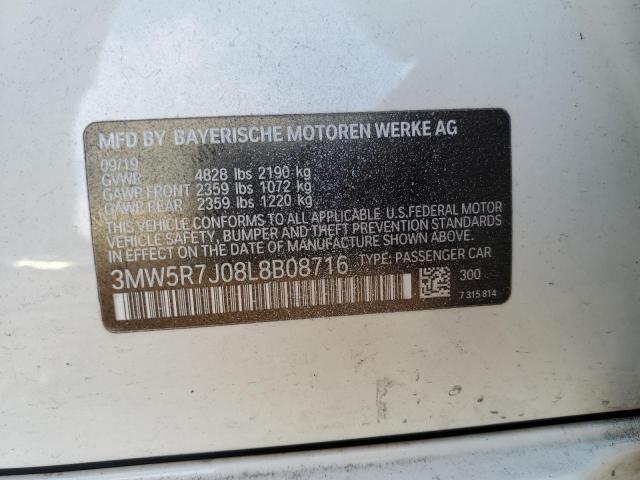 MFD BY BAYERISCHE MOTOREN WERKE AG
09/19
GVWR 4828 lbs 2190 kg
GAWR FRONT 2359 lbs 1072 kg
GAWR REAR 2359 lbs 1220 kg
THIS VEHICLE CONFORMS TO ALL APPLICABLE U.S.FEDERAL MOTOR
VEHICLE SAFETY, BUMPER AND THEFT PREVENTION STANDARDS
IN EFFECT ON THE DATE OF MANUFACTURE SHOWN ABOVE.
3MW5R7J08L8B08716 TYPE: PASSENGER CAR
300
7 315 814